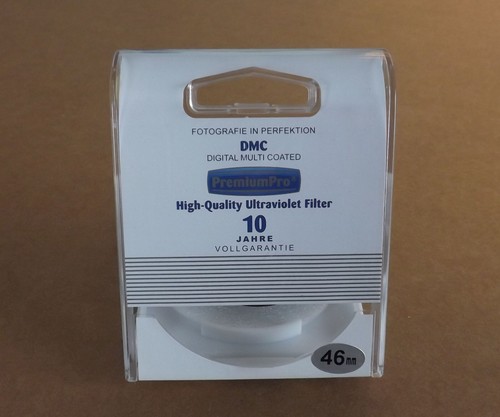 FOTOGRAFIE IN PERFEKTION
DMC
DIGITAL MULTI COATED
PremiumPro®
High-Quality Ultraviolet Filter
10
JAHRE
VOLLGARANTIE
46mm